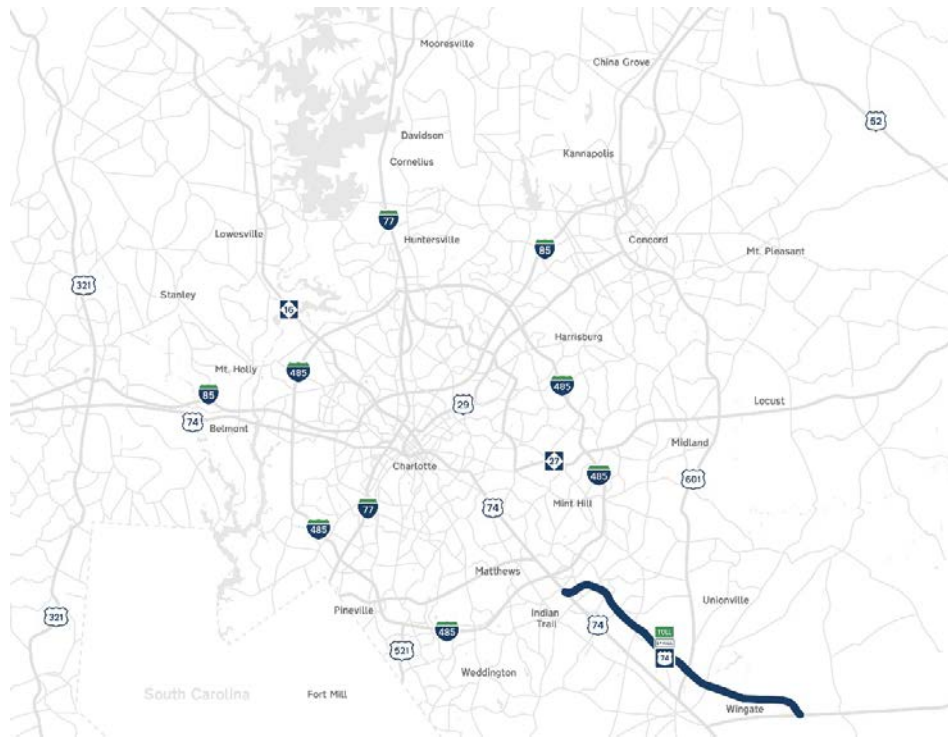 Mooresville
China Grove
52
Davidson
Cornelius
Kannapolis
77
Lowesville
Huntersville
85
Concord
Mt. Pleasant
321
Stanley
16
Harrisburg
Mt. Holly
485
485
85
74
Belmont
29
Locust
Midland
Charlotte
27
485
601
Mint Hill
77
74
485
Matthews
Unionville
Pineville
Indian
Trail
74
321
485
521
TOLL
74
Weddington
South Carolina
Fort Mill
Wingate